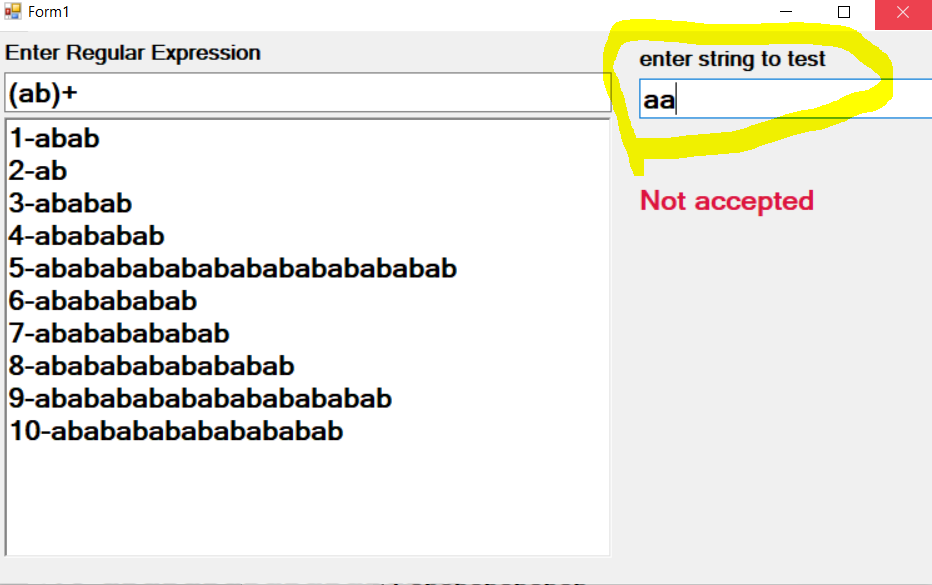 Form1
Enter Regular Expression
(ab)+
1-abab
2-ab
3-ababab
4-abababab
5-ababababababababababababab
6-ababababab
7-abababababab
8-abababababababab
9-ababababababababababab
10-ababababababababab
enter string to test
aa
Not accepted